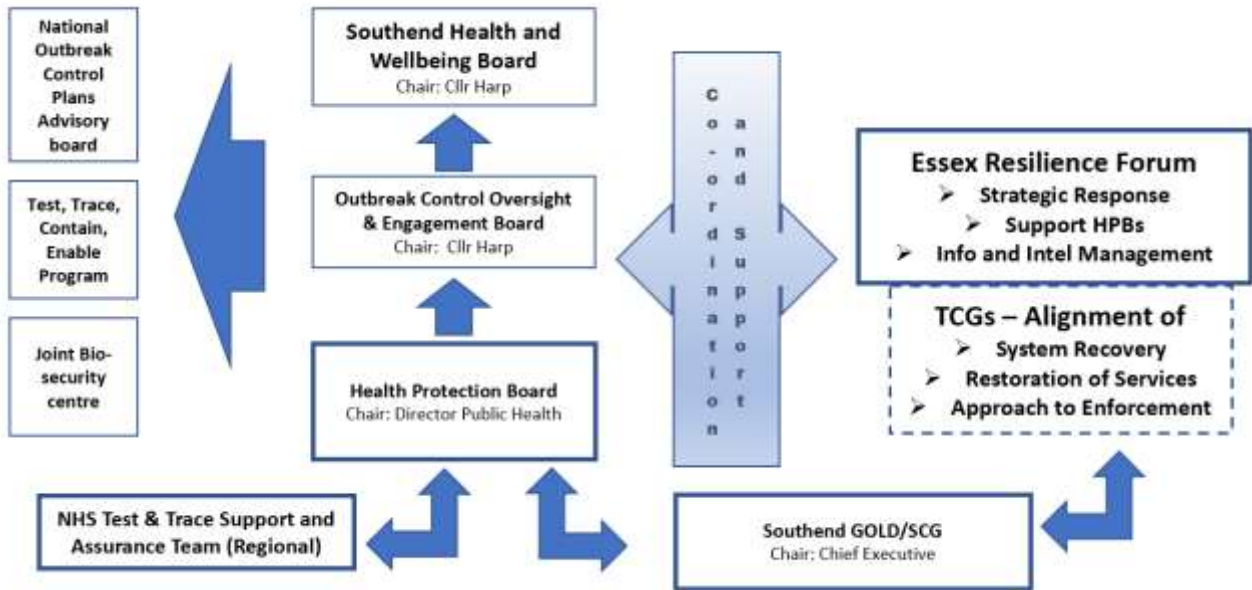 National
Outbreak
Control
Plans
Advisory
board
Test, Trace,
Contain,
Enable
Program
Joint Bio-
security
centre
Southend Health and
Wellbeing Board
Chair: Cllr Harp
Outbreak Control Oversight
& Engagement Board
Chair: Cllr Harp
Health Protection Board
Chair: Director Public Health
NHS Test & Trace Support and
Assurance Team (Regional)
Co-ordination
and Support
Essex Resilience Forum
➢ Strategic Response
➢ Support HPBs
➢ Info and Intel Management
TCGs – Alignment of
➢ System Recovery
➢ Restoration of Services
➢ Approach to Enforcement
Southend GOLD/SCG
Chair: Chief Executive